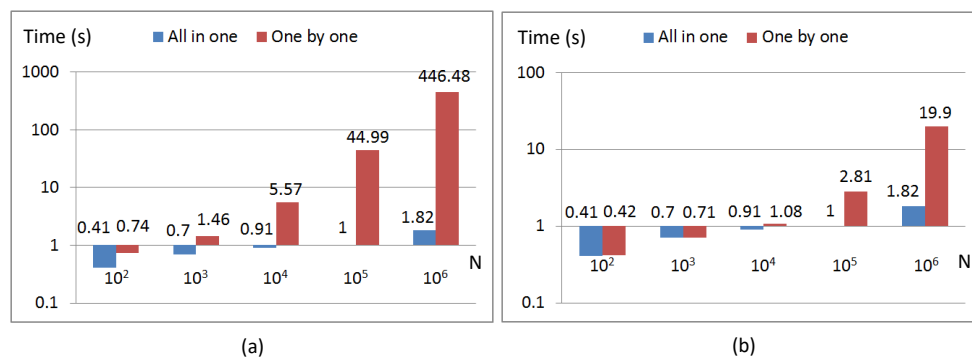 Time (s) All in one One by one
1000
446.48
100
44.99
10
5.57
0.41 0.74 0.7 1.46 0.91 1 1.82
1
10² 10³ 10⁴ 10⁵ 10⁶ N
0.1
(a)
Time (s) All in one One by one
100
19.9
10
2.81
0.41 0.42 0.7 0.71 0.91 1.08 1 1.82
1
10² 10³ 10⁴ 10⁵ 10⁶ N
0.1
(b)